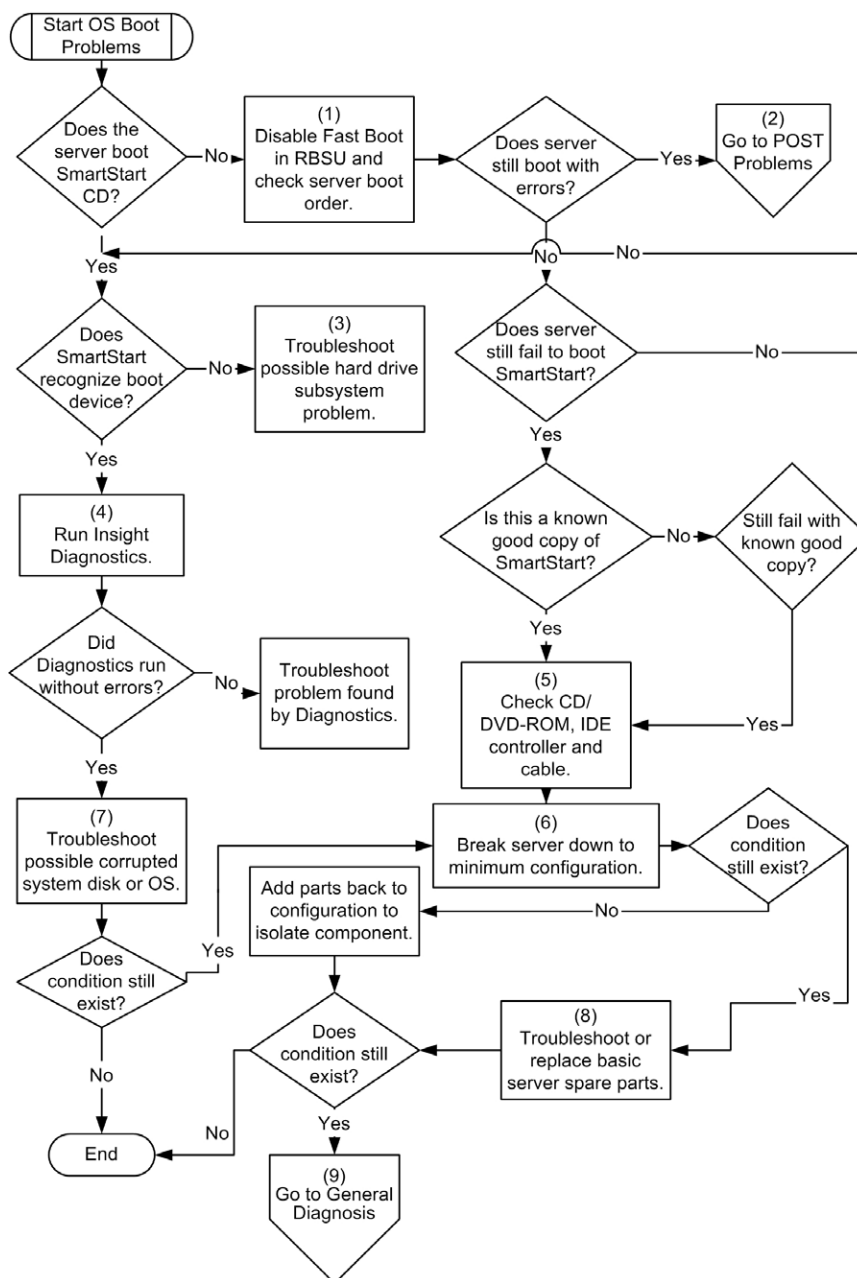 Start OS Boot
Problems
Does the
server boot
SmartStart
CD?
No
(1)
Disable Fast Boot
in RBSU and
check server boot
order.
Does server
still boot with
errors?
Yes
(2)
Go to POST
Problems
Yes
No
No
Does
SmartStart
recognize boot
device?
No
(3)
Troubleshoot
possible hard drive
subsystem
problem.
Does server
still fail to boot
SmartStart?
No
Yes
Yes
(4)
Run Insight
Diagnostics.
Is this a known
good copy of
SmartStart?
No
Still fail with
known good
copy?
Did
Diagnostics run
without errors?
No
Troubleshoot
problem found
by Diagnostics.
Yes
(5)
Check CD/
DVD-ROM, IDE
controller and
cable.
Yes
Yes
(7)
Troubleshoot
possible corrupted
system disk or OS.
(6)
Break server down to
minimum configuration.
Does
condition
still exist?
Add parts back to
configuration to
isolate component.
No
Yes
Does
condition still
exist?
Yes
Does
condition still
exist?
(8)
Troubleshoot or
replace basic
server spare parts.
No
End
No
Yes
(9)
Go to General
Diagnosis